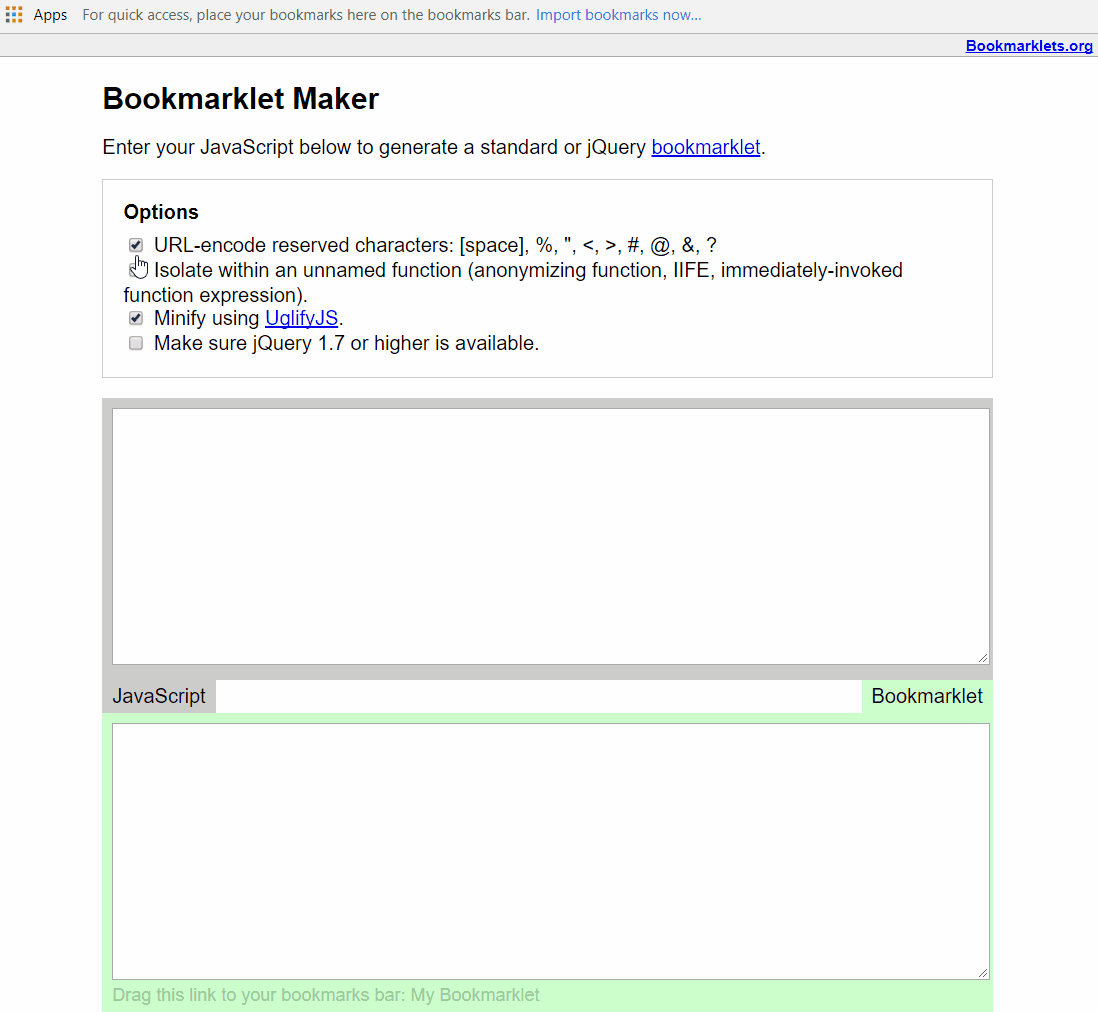 Apps For quick access, place your bookmarks here on the bookmarks bar. Import bookmarks now...
Bookmarklets.org
Bookmarklet Maker
Enter your JavaScript below to generate a standard or jQuery bookmarklet.
Options
URL-encode reserved characters: [space], %, ", <, >, #, @, &, ?
Isolate within an unnamed function (anonymizing function, IIFE, immediately-invoked
function expression).
Minify using UglifyJS.
Make sure jQuery 1.7 or higher is available.
JavaScript Bookmarklet
Drag this link to your bookmarks bar: My Bookmarklet